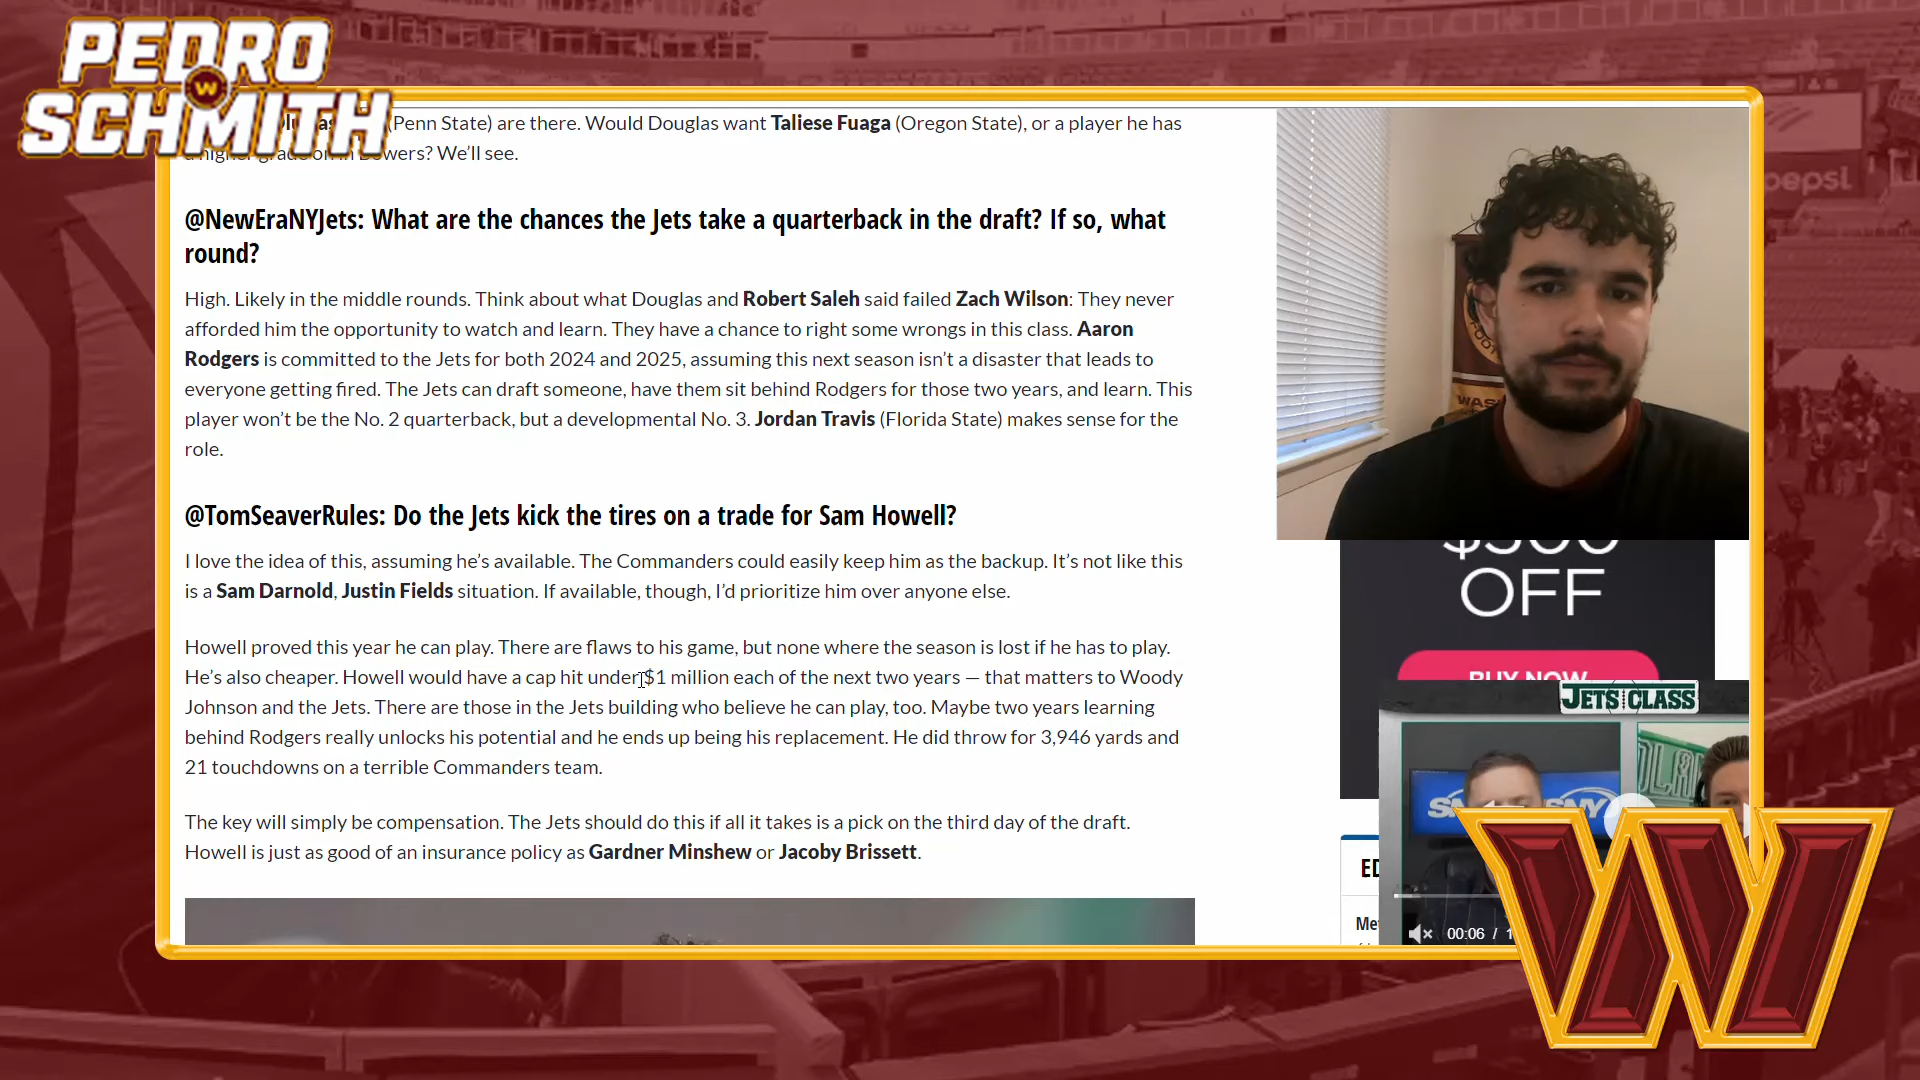 PEDRO
SCHMITH
(Penn State) are there. Would Douglas want Taliese Fuaga (Oregon State), or a player he has
a higher grade on in Bowers? We'll see.
@NewEraNYJets: What are the chances the Jets take a quarterback in the draft? If so, what
round?
High. Likely in the middle rounds. Think about what Douglas and Robert Saleh said failed Zach Wilson: They never
afforded him the opportunity to watch and learn. They have a chance to right some wrongs in this class. Aaron
Rodgers is committed to the Jets for both 2024 and 2025, assuming this next season isn't a disaster that leads to
everyone getting fired. The Jets can draft someone, have them sit behind Rodgers for those two years, and learn. This
player won't be the No. 2 quarterback, but a developmental No. 3. Jordan Travis (Florida State) makes sense for the
role.
@TomSeaverRules: Do the Jets kick the tires on a trade for Sam Howell?
I love the idea of this, assuming he's available. The Commanders could easily keep him as the backup. It's not like this
is a Sam Darnold, Justin Fields situation. If available, though, I'd prioritize him over anyone else.
Howell proved this year he can play. There are flaws to his game, but none where the season is lost if he has to play.
He's also cheaper. Howell would have a cap hit under $1 million each of the next two years — that matters to Woody
Johnson and the Jets. There are those in the Jets building who believe he can play, too. Maybe two years learning
behind Rodgers really unlocks his potential and he ends up being his replacement. He did throw for 3,946 yards and
21 touchdowns on a terrible Commanders team.
The key will simply be compensation. The Jets should do this if all it takes is a pick on the third day of the draft.
Howell is just as good of an insurance policy as Gardner Minshew or Jacoby Brissett.
pepsi
$500
OFF
BUY NOW
JETS CLASS
SNY
00:06 / 1
W